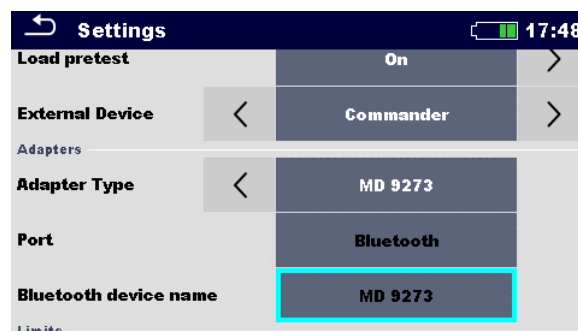 Settings 17:48
Load pretest On
External Device Commander
Adapters
Adapter Type MD 9273
Port Bluetooth
Bluetooth device name MD 9273
Limits